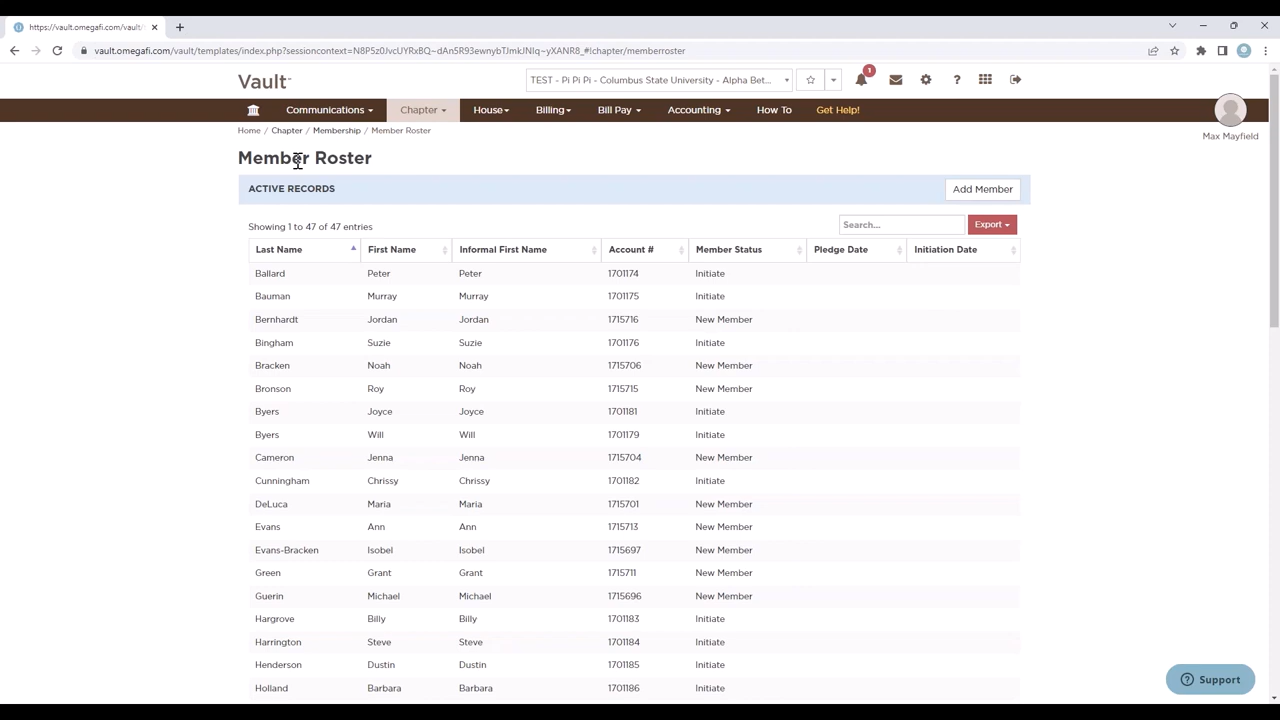 https://vault.omegafi.com/vault/
vault.omegafi.com/vault/templates/index.php?sessioncontext=N8P5z0JvcUYRxBQ~dAn5R93ewnybTJmkJNIq~yXANR8_#!chapter/memberroster
Vault
TEST - Pi Pi Pi - Columbus State University - Alpha Bet...
1
Communications Chapter House Billing Bill Pay Accounting How To Get Help!
Max Mayfield
Home / Chapter / Membership / Member Roster
Member Roster
ACTIVE RECORDS Add Member
Showing 1 to 47 of 47 entries Search... Export
Last Name First Name Informal First Name Account # Member Status Pledge Date Initiation Date
Ballard Peter Peter 1701174 Initiate
Bauman Murray Murray 1701175 Initiate
Bernhardt Jordan Jordan 1715716 New Member
Bingham Suzie Suzie 1701176 Initiate
Bracken Noah Noah 1715706 New Member
Bronson Roy Roy 1715715 New Member
Byers Joyce Joyce 1701181 Initiate
Byers Will Will 1701179 Initiate
Cameron Jenna Jenna 1715704 New Member
Cunningham Chrissy Chrissy 1701182 Initiate
DeLuca Maria Maria 1715701 New Member
Evans Ann Ann 1715713 New Member
Evans-Bracken Isobel Isobel 1715697 New Member
Green Grant Grant 1715711 New Member
Guerin Michael Michael 1715696 New Member
Hargrove Billy Billy 1701183 Initiate
Harrington Steve Steve 1701184 Initiate
Henderson Dustin Dustin 1701185 Initiate
Holland Barbara Barbara 1701186 Initiate
Support